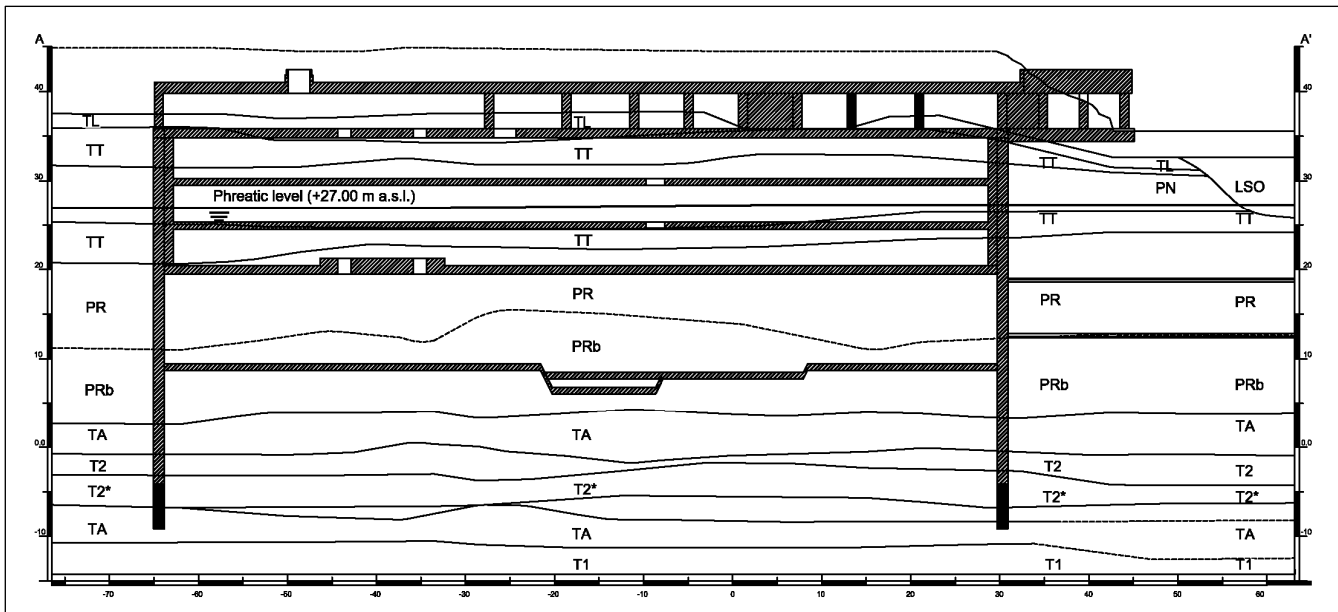 A A'
40 40
TL TL
TT TT TT TL
30 PN LSO 30
Phreatic level (+27.00 m a.s.l.)
TT TT TT TT
20 20
PR PR PR PR
10 PRb 10
PRb PRb PRb
TA TA TA
0,0 0,0
T2 T2 T2
T2* T2* T2* T2*
TA TA TA
-10 -10
T1 T1 T1
-70 -60 -50 -40 -30 -20 -10 0 10 20 30 40 50 60